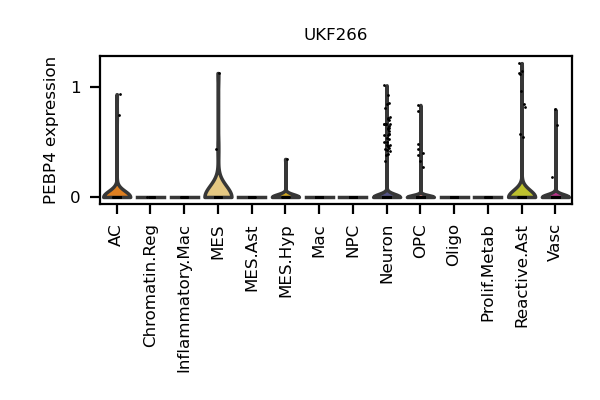 UKF266
PEBP4 expression
1
0
AC
Chromatin.Reg
Inflammatory.Mac
MES
MES.Ast
MES.Hyp
Mac
NPC
Neuron
OPC
Oligo
Prolif.Metab
Reactive.Ast
Vasc